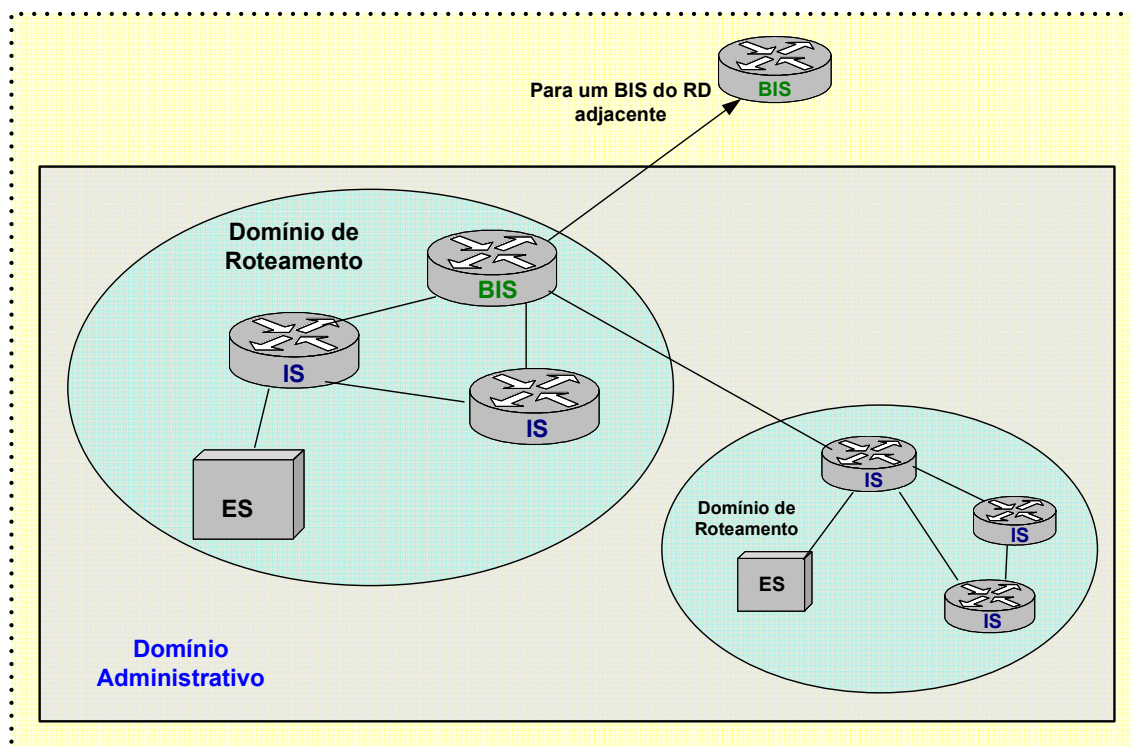 BIS
Para um BIS do RD
adjacente
Domínio de
Roteamento
BIS
IS
IS
ES
IS
Domínio de
Roteamento
IS
ES
IS
Domínio
Administrativo